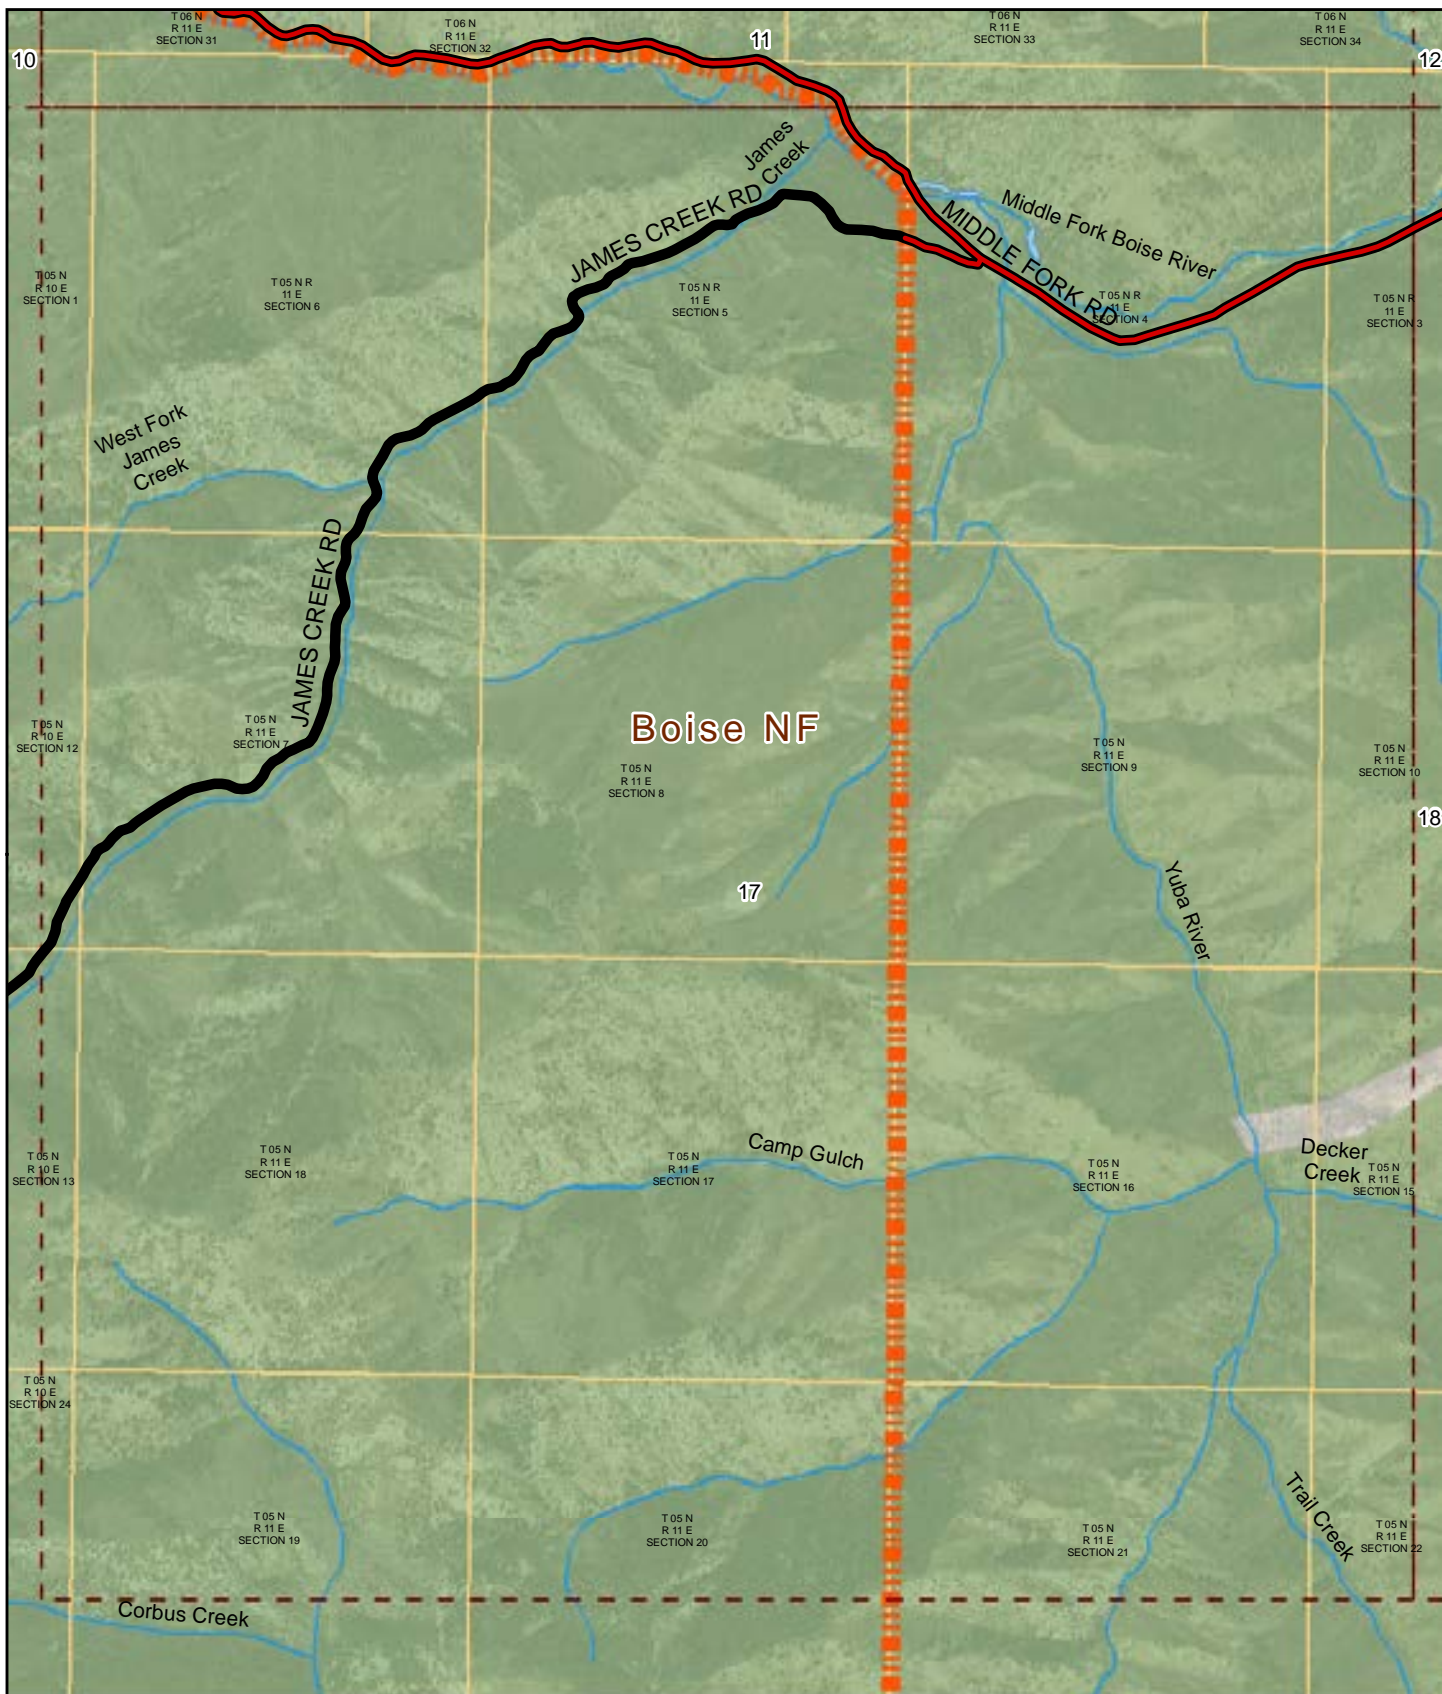 T 06 N
R 11 E
SECTION 31
T 06 N
R 11 E
SECTION 32
11
T 06 N
R 11 E
SECTION 33
T 06 N
R 11 E
SECTION 34
10
12
James
Creek
JAMES CREEK RD
MIDDLE FORK RD
Middle Fork Boise River
T 05 N
R 10 E
SECTION 1
T 05 N R
11 E
SECTION 6
T 05 N R
11 E
SECTION 5
T 05 N R
11 E
SECTION 4
T 05 N R
11 E
SECTION 3
West Fork
James
Creek
JAMES CREEK RD
T 05 N
R 10 E
SECTION 12
T 05 N
R 11 E
SECTION 7
Boise NF
T 05 N
R 11 E
SECTION 8
T 05 N
R 11 E
SECTION 9
T 05 N
R 11 E
SECTION 10
18
17
Yuba River
T 05 N
R 10 E
SECTION 13
T 05 N
R 11 E
SECTION 18
T 05 N
R 11 E
SECTION 17
Camp Gulch
T 05 N
R 11 E
SECTION 16
Decker
Creek
T 05 N
R 11 E
SECTION 15
T 05 N
R 10 E
SECTION 24
T 05 N
R 11 E
SECTION 19
T 05 N
R 11 E
SECTION 20
T 05 N
R 11 E
SECTION 21
Trail Creek
T 05 N
R 11 E
SECTION 22
Corbus Creek